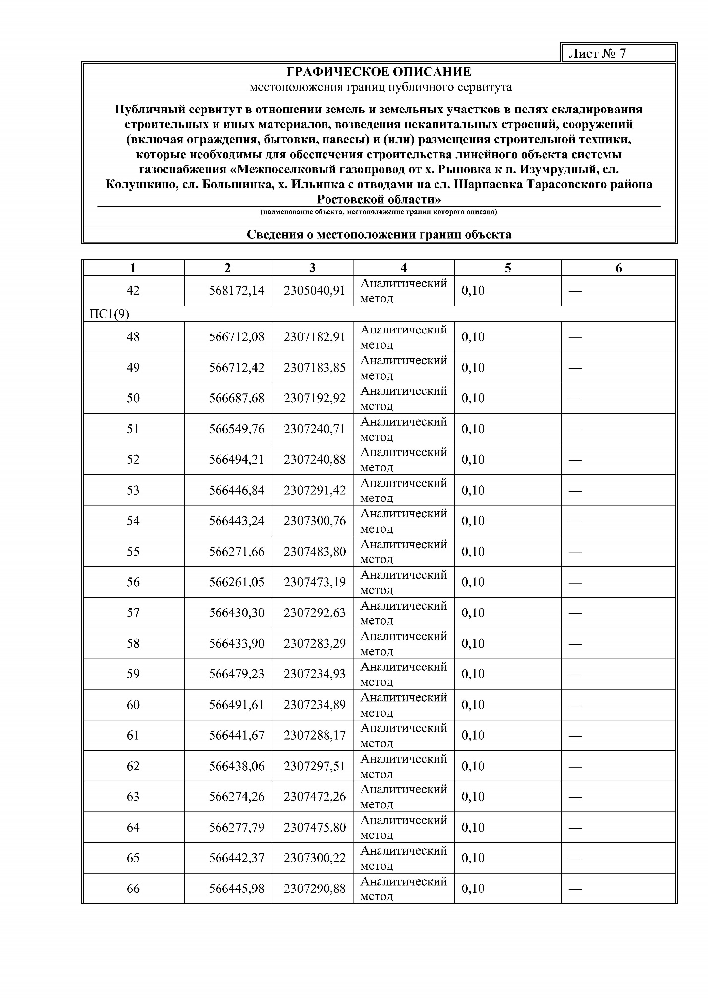 Лист № 7
ГРАФИЧЕСКОЕ ОПИСАНИЕ
местоположения границ публичного сервитута
Публичный сервитут в отношении земель и земельных участков в целях складирования
строительных и иных материалов, возведения некапитальных строений, сооружений
(включая ограждения, бытовки, навесы) и (или) размещения строительной техники,
которые необходимы для обеспечения строительства линейного объекта системы
газоснабжения «Межпоселковый газопровод от х. Рыновка к п. Изумрудный, сл.
Колушкино, сл. Большинка, х. Ильинка с отводами на сл. Шарпаевка Тарасовского района
Ростовской области»
(наименование объекта, местоположение границ которого описано)
Сведения о местоположении границ объекта
1 2 3 4 5 6
42 568172,14 2305040,91 Аналитический метод 0,10 —
ПС1(9)
48 566712,08 2307182,91 Аналитический метод 0,10 —
49 566712,42 2307183,85 Аналитический метод 0,10 —
50 566687,68 2307192,92 Аналитический метод 0,10 —
51 566549,76 2307240,71 Аналитический метод 0,10 —
52 566494,21 2307240,88 Аналитический метод 0,10 —
53 566446,84 2307291,42 Аналитический метод 0,10 —
54 566443,24 2307300,76 Аналитический метод 0,10 —
55 566271,66 2307483,80 Аналитический метод 0,10 —
56 566261,05 2307473,19 Аналитический метод 0,10 —
57 566430,30 2307292,63 Аналитический метод 0,10 —
58 566433,90 2307283,29 Аналитический метод 0,10 —
59 566479,23 2307234,93 Аналитический метод 0,10 —
60 566491,61 2307234,89 Аналитический метод 0,10 —
61 566441,67 2307288,17 Аналитический метод 0,10 —
62 566438,06 2307297,51 Аналитический метод 0,10 —
63 566274,26 2307472,26 Аналитический метод 0,10 —
64 566277,79 2307475,80 Аналитический метод 0,10 —
65 566442,37 2307300,22 Аналитический метод 0,10 —
66 566445,98 2307290,88 Аналитический метод 0,10 —